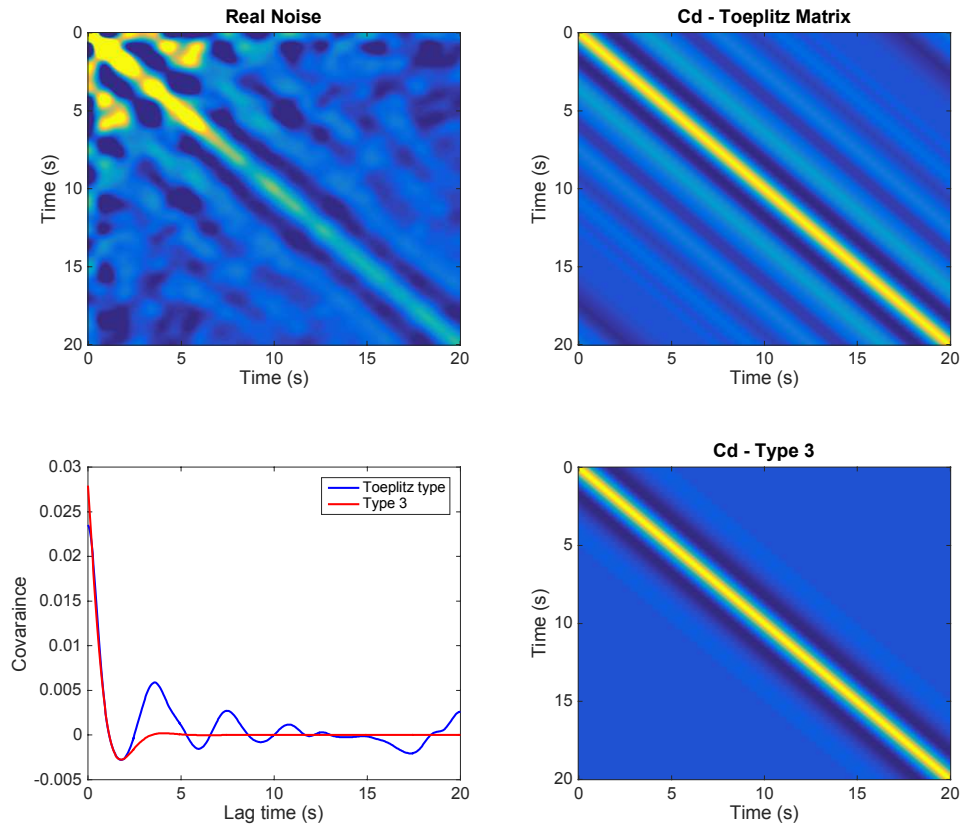 Real Noise
0
5
10
15
20
Time (s)
0 5 10 15 20
Time (s)
Cd - Toeplitz Matrix
0
5
10
15
20
Time (s)
0 5 10 15 20
Time (s)
0.03
0.025
0.02
0.015
0.01
0.005
0
-0.005
Covaraince
Toeplitz type
Type 3
0 5 10 15 20
Lag time (s)
Cd - Type 3
0
5
10
15
20
Time (s)
0 5 10 15 20
Time (s)